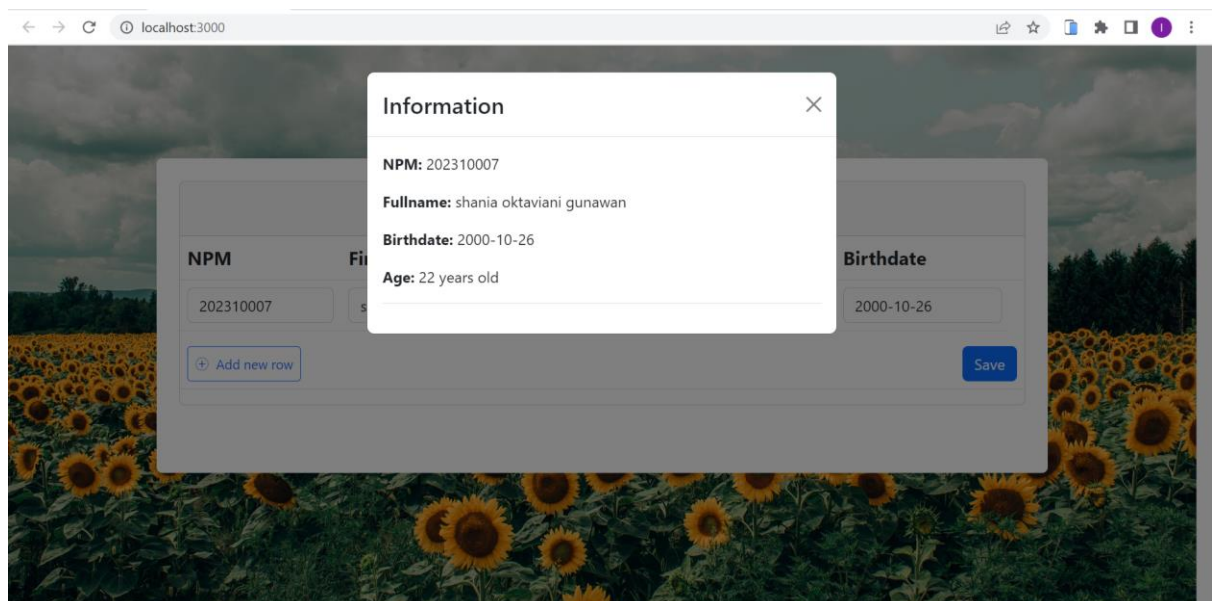 localhost:3000
I
Information
NPM: 202310007
Fullname: shania oktaviani gunawan
Birthdate: 2000-10-26
Age: 22 years old
NPM Fi Birthdate
202310007 s 2000-10-26
Add new row Save